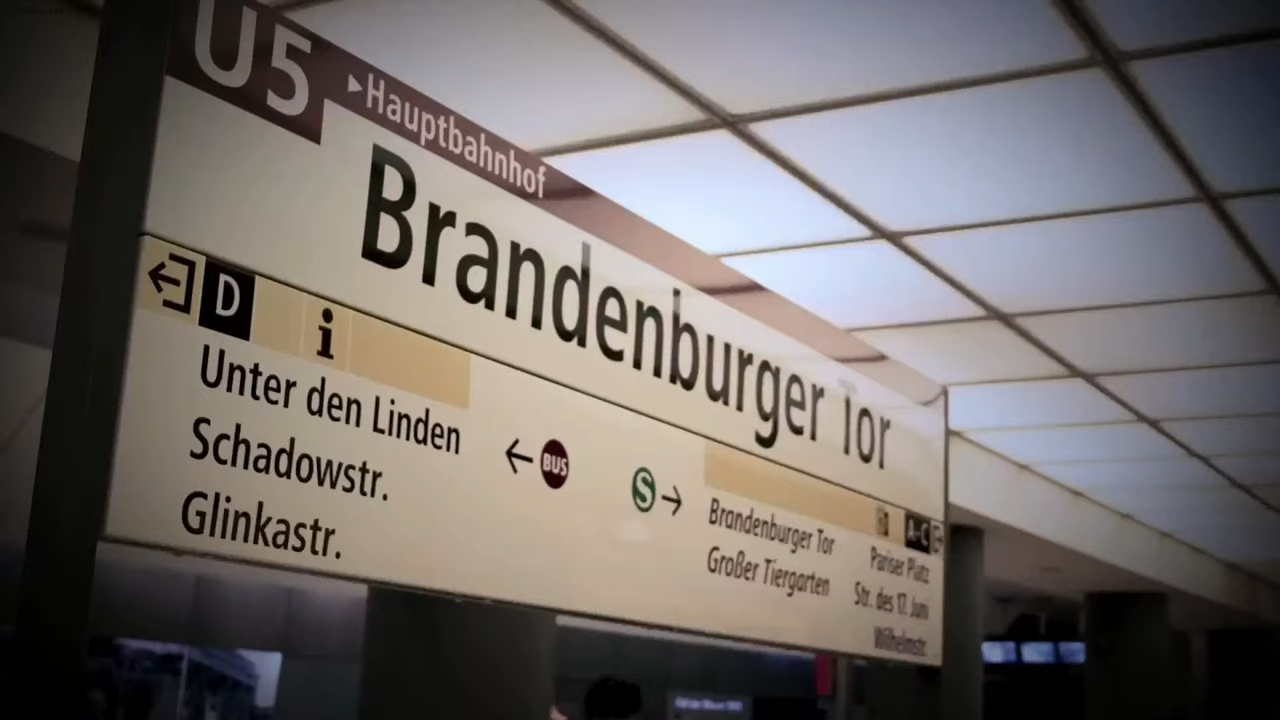 U5
▸Hauptbahnhof
Brandenburger Tor
D
i
Unter den Linden
Schadowstr.
Glinkastr.
← BUS
S →
A-C
Brandenburger Tor
Großer Tiergarten
Pariser Platz
Str. des 17. Juni
Wilhelmstr.